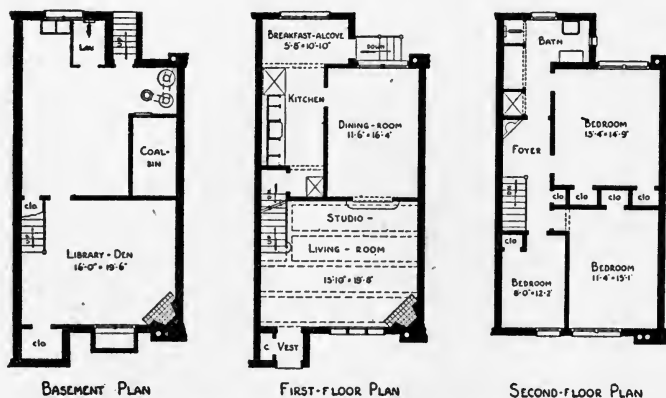 LAV
UP
COAL-
BIN
clo
UP
LIBRARY-DEN
16'-0" × 19'-6"
clo
BASEMENT PLAN
BREAKFAST-ALCOVE
5'-8" × 10'-10"
DOWN
KITCHEN
DINING-ROOM
11'-6" × 16'-4"
STUDIO -
LIVING - ROOM
15'-10" × 19'-8"
C VEST
FIRST-FLOOR PLAN
BATH
BEDROOM
13'-4" × 14'-9"
FOYER
clo clo clo clo
clo
BEDROOM
8'-0" × 12'-2"
BEDROOM
11'-4" × 15'-1"
SECOND-FLOOR PLAN